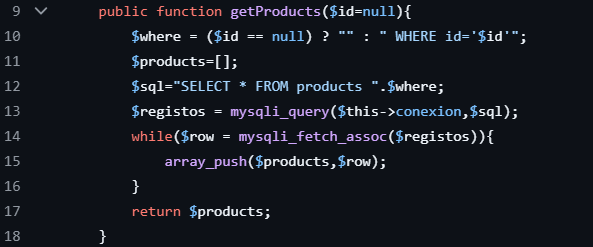 9 public function getProducts($id=null){
10 $where = ($id == null) ? "" : " WHERE id='$id'";
11 $products=[];
12 $sql="SELECT * FROM products ".$where;
13 $registos = mysqli_query($this->conexion,$sql);
14 while($row = mysqli_fetch_assoc($registos)){
15 array_push($products,$row);
16 }
17 return $products;
18 }